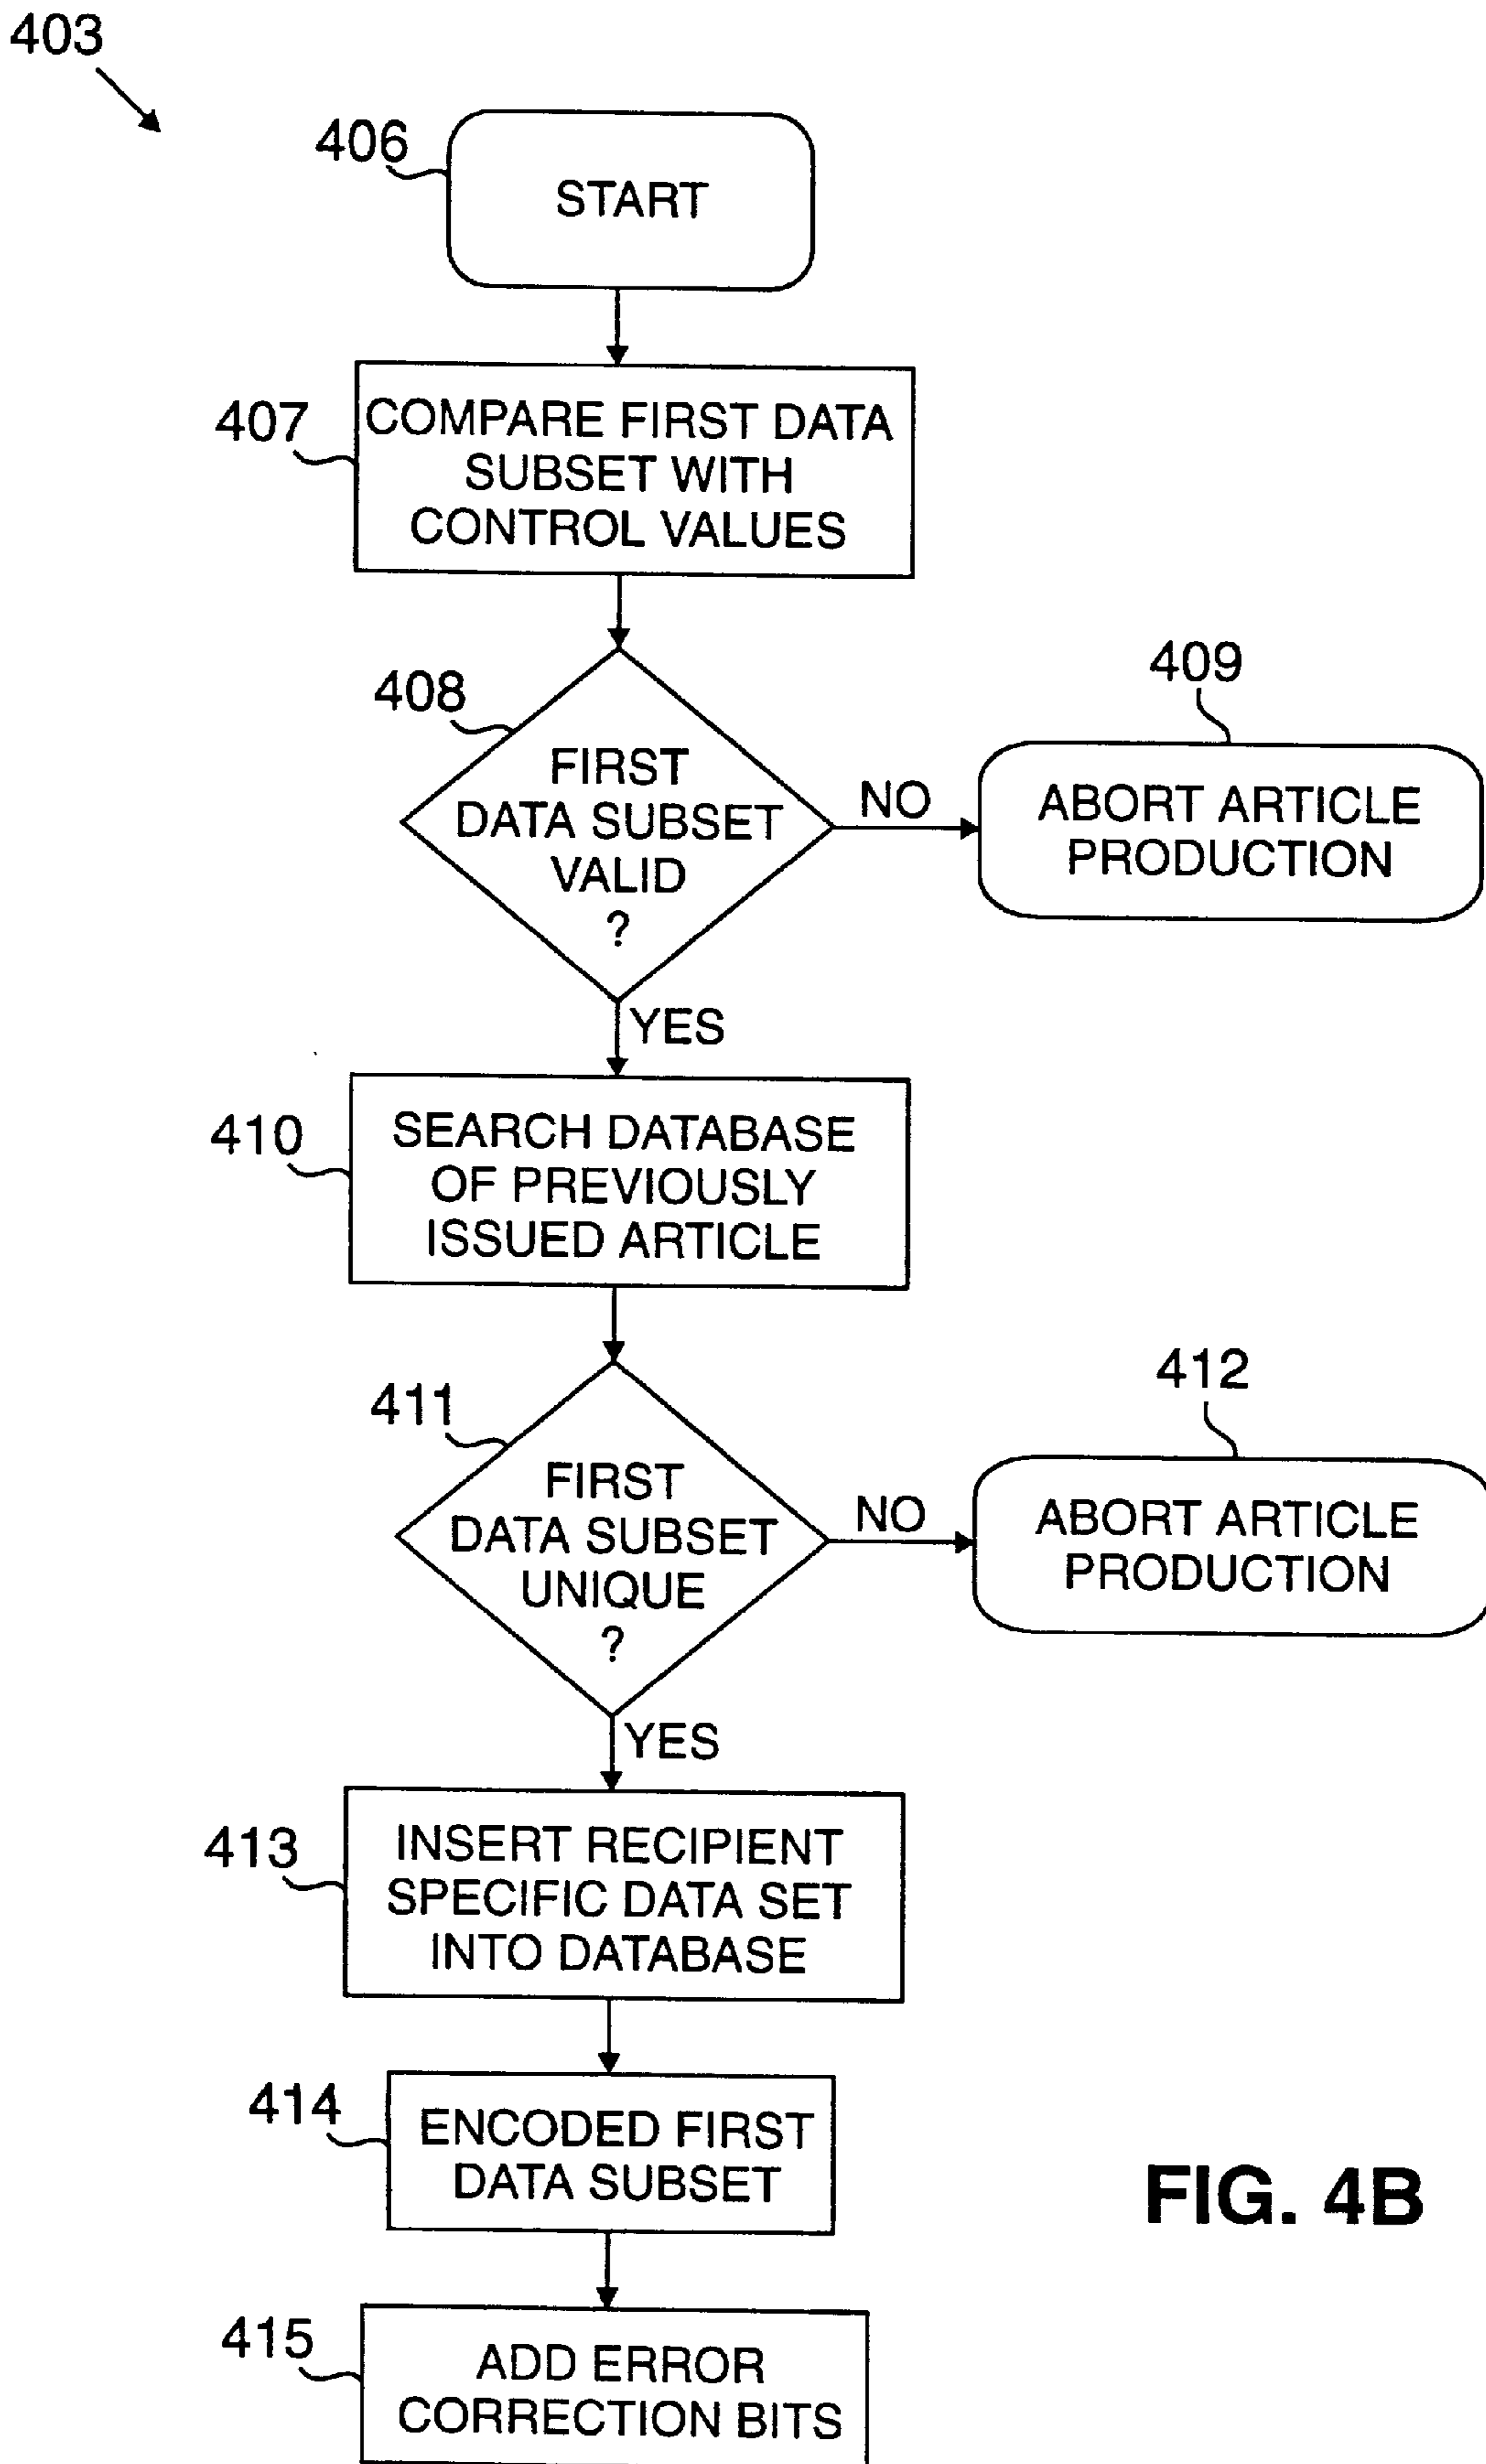 403
406
START
407
COMPARE FIRST DATA
SUBSET WITH
CONTROL VALUES
408
FIRST
DATA SUBSET
VALID
?
NO
409
ABORT ARTICLE
PRODUCTION
YES
410
SEARCH DATABASE
OF PREVIOUSLY
ISSUED ARTICLE
411
FIRST
DATA SUBSET
UNIQUE
?
NO
412
ABORT ARTICLE
PRODUCTION
YES
413
INSERT RECIPIENT
SPECIFIC DATA SET
INTO DATABASE
414
ENCODED FIRST
DATA SUBSET
415
ADD ERROR
CORRECTION BITS
FIG. 4B